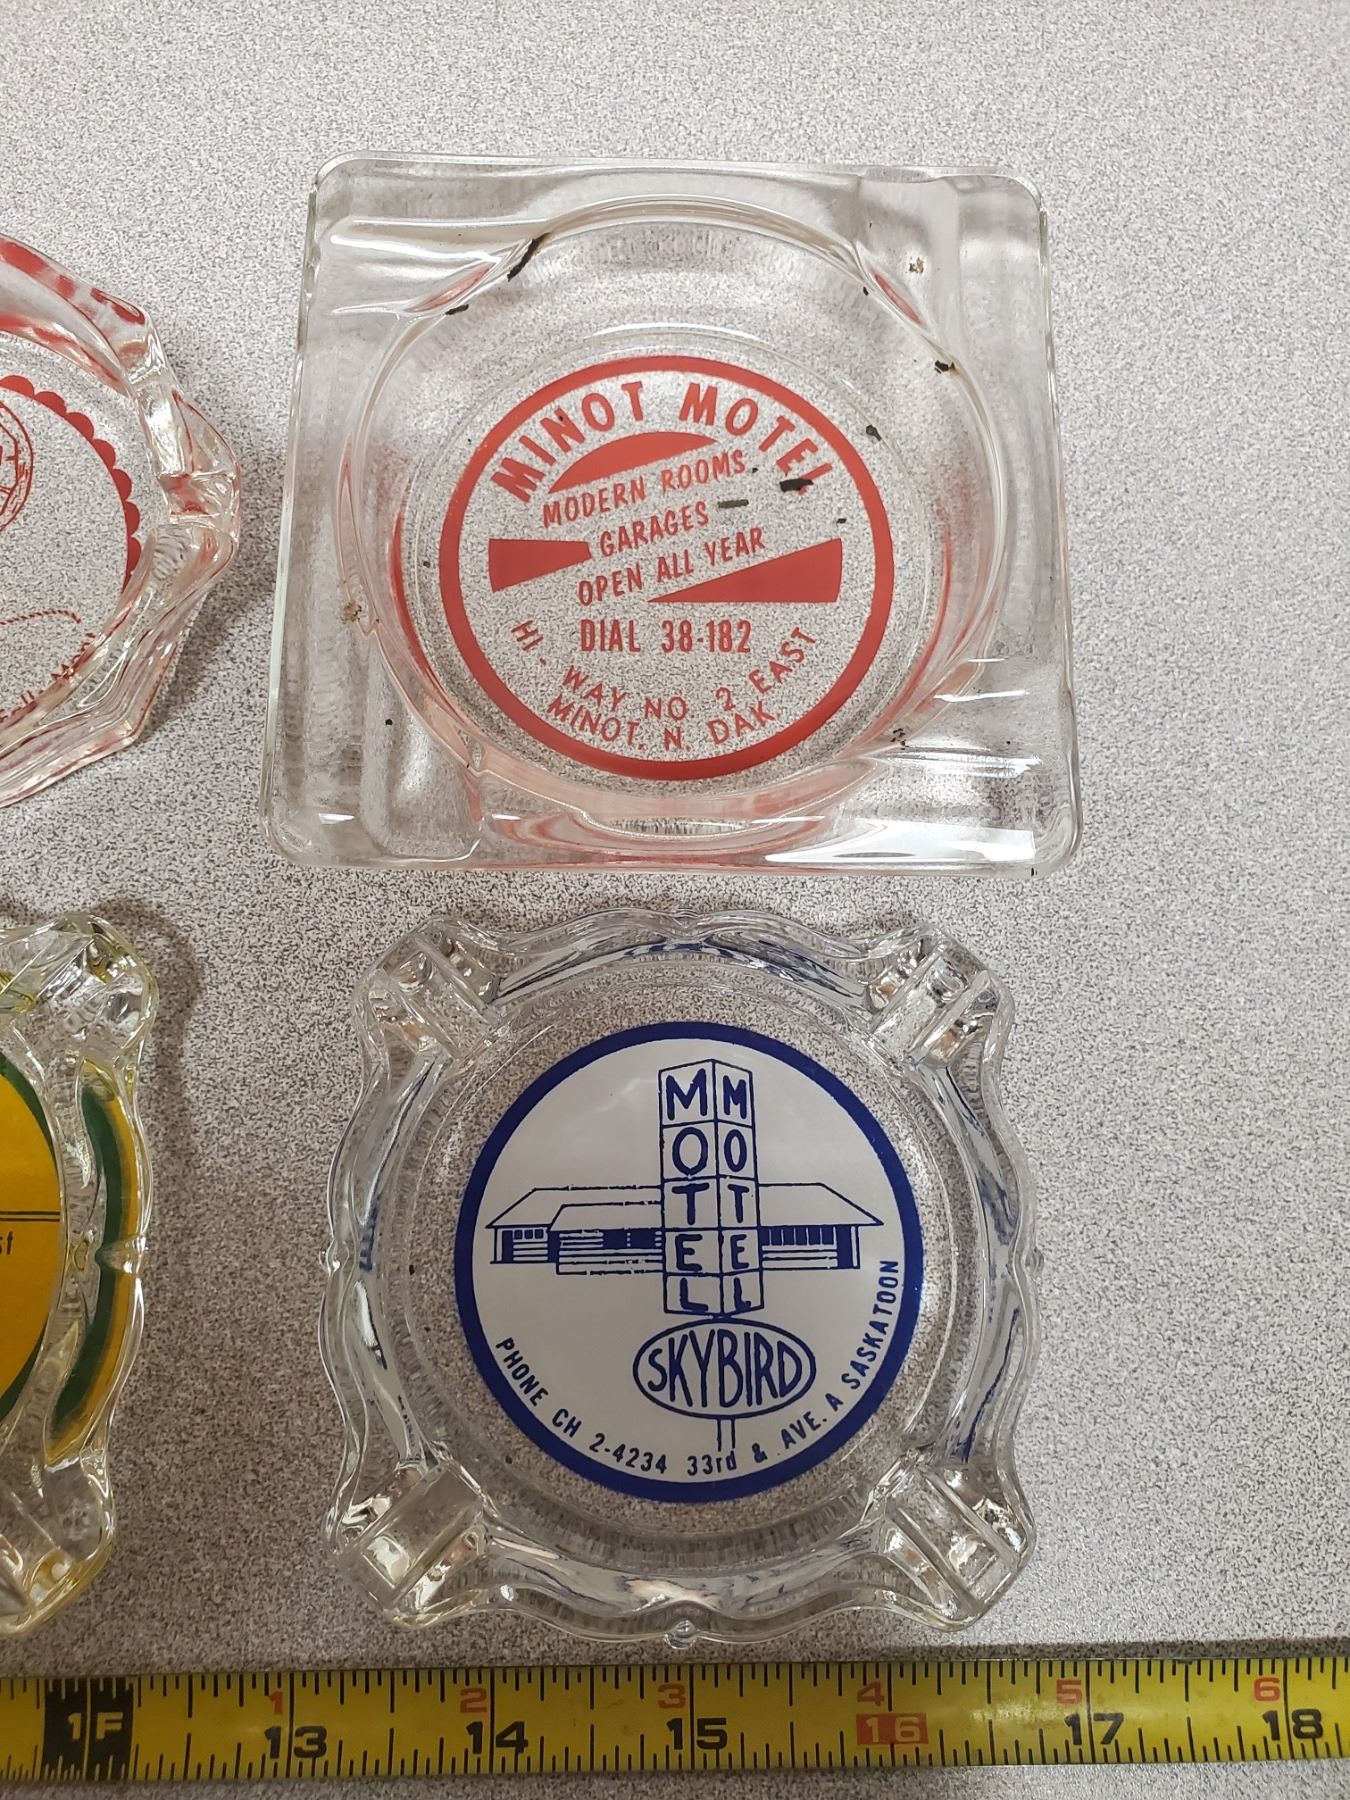 MINOT MOTEL
MODERN ROOMS
GARAGES
OPEN ALL YEAR
DIAL 38-182
HI-WAY NO. 2 EAST
MINOT, N. DAK.
MOTEL
MOTEL
SKYBIRD
PHONE CH 2-4234 33rd & AVE. A SASKATOON
st
1 2 3 4 5 6
1F 13 14 15 16 17 18